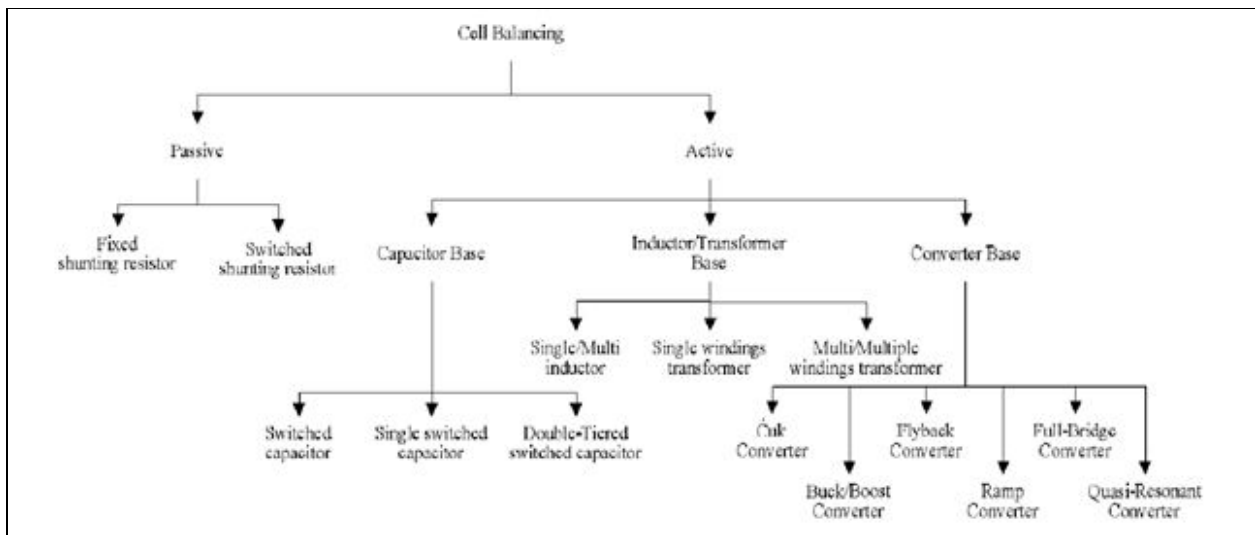 Cell Balancing
Passive
Active
Fixed
shunting resistor
Switched
shunting resistor
Capacitor Base
Inductor/Transformer
Base
Converter Base
Single/Multi
inductor
Single windings
transformer
Multi/Multiple
windings transformer
Switched
capacitor
Single switched
capacitor
Double-Tiered
switched capacitor
Ćuk
Converter
Flyback
Converter
Full-Bridge
Converter
Buck/Boost
Converter
Ramp
Converter
Quasi-Resonant
Converter